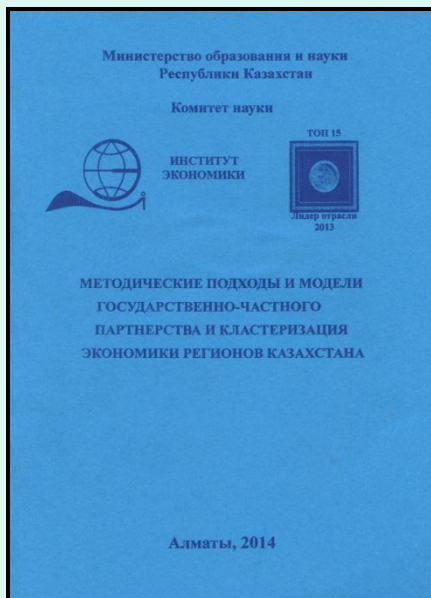 Министерство образования и науки
Республики Казахстан
Комитет науки
ТОП 15
ИНСТИТУТ
ЭКОНОМИКИ
Лидер отрасли
2013
МЕТОДИЧЕСКИЕ ПОДХОДЫ И МОДЕЛИ
ГОСУДАРСТВЕННО-ЧАСТНОГО
ПАРТНЕРСТВА И КЛАСТЕРИЗАЦИЯ
ЭКОНОМИКИ РЕГИОНОВ КАЗАХСТАНА
Алматы, 2014